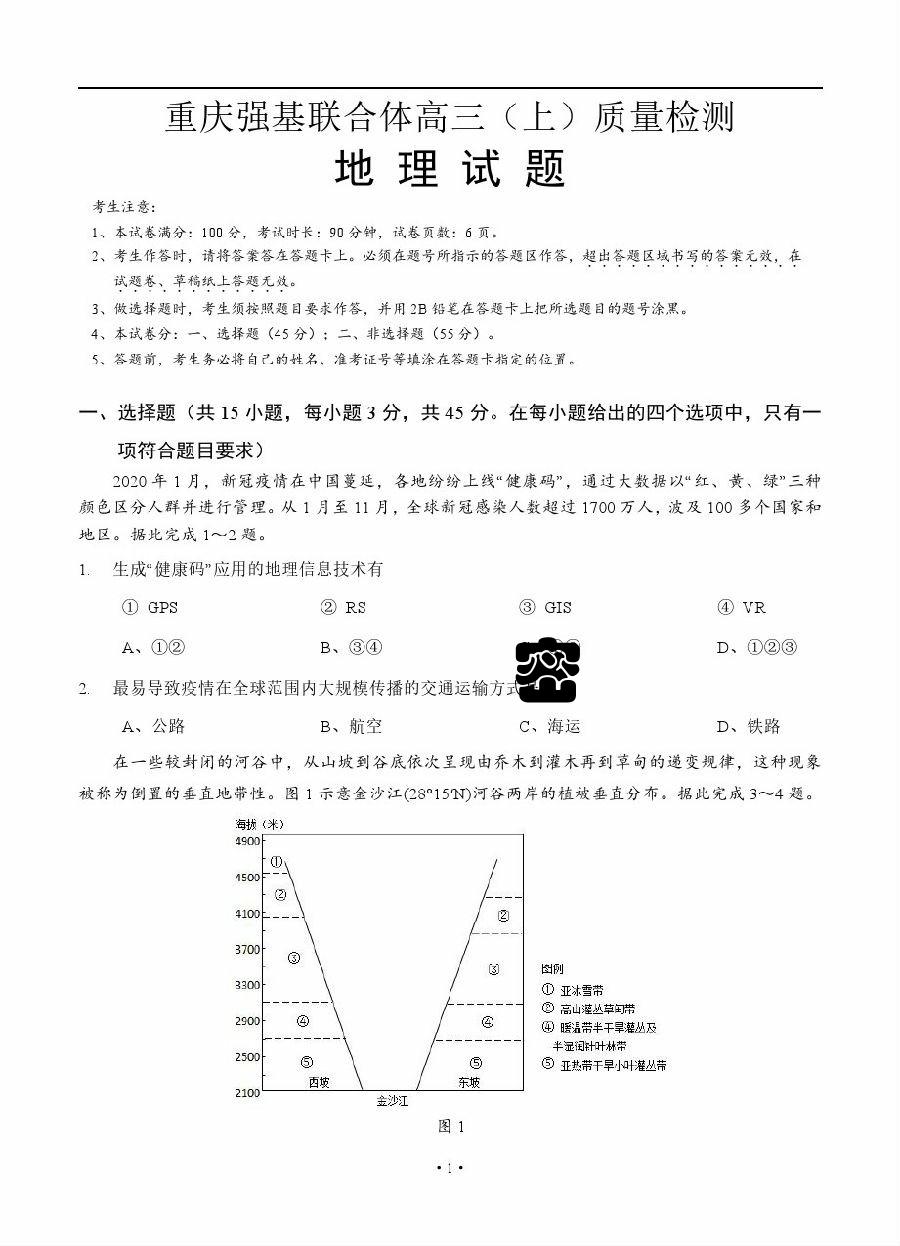 重庆强基联合体高三（上）质量检测
地 理 试 题
考生注意：
1、本试卷满分：100 分，考试时长：90 分钟，试卷页数：6 页。
2、考生作答时，请将答案答在答题卡上。必须在题号所指示的答题区作答，超出答题区域书写的答案无效，在
试题卷、草稿纸上答题无效。
3、做选择题时，考生须按照题目要求作答，并用 2B 铅笔在答题卡上把所选题目的题号涂黑。
4、本试卷分：一、选择题（45 分）；二、非选择题（55 分）。
5、答题前，考生务必将自己的姓名、准考证号等填涂在答题卡指定的位置。
一、选择题（共 15 小题，每小题 3 分，共 45 分。在每小题给出的四个选项中，只有一
项符合题目要求）
2020 年 1 月，新冠疫情在中国蔓延，各地纷纷上线“健康码”，通过大数据以“红、黄、绿”三种
颜色区分人群并进行管理。从 1 月至 11 月，全球新冠感染人数超过 1700 万人，波及 100 多个国家和
地区。据此完成 1～2 题。
1. 生成“健康码”应用的地理信息技术有
① GPS ② RS ③ GIS ④ VR
A、①② B、③④ D、①②③
2. 最易导致疫情在全球范围内大规模传播的交通运输方式
A、公路 B、航空 C、海运 D、铁路
在一些较封闭的河谷中，从山坡到谷底依次呈现由乔木到灌木再到草甸的递变规律，这种现象
被称为倒置的垂直地带性。图 1 示意金沙江(28°15′N)河谷两岸的植被垂直分布。据此完成 3～4 题。
海拔（米）
4900
①
4500
②
4100 ②
3700
③ ③
图例
① 亚冰雪带
3300
② 高山灌丛草甸带
2900 ④ ④
④ 暖温带半干旱灌丛及
半湿润针叶林带
2500 ⑤ ⑤
⑤ 亚热带干旱小叶灌丛带
西坡 东坡
2100
金沙江
图 1
·1·